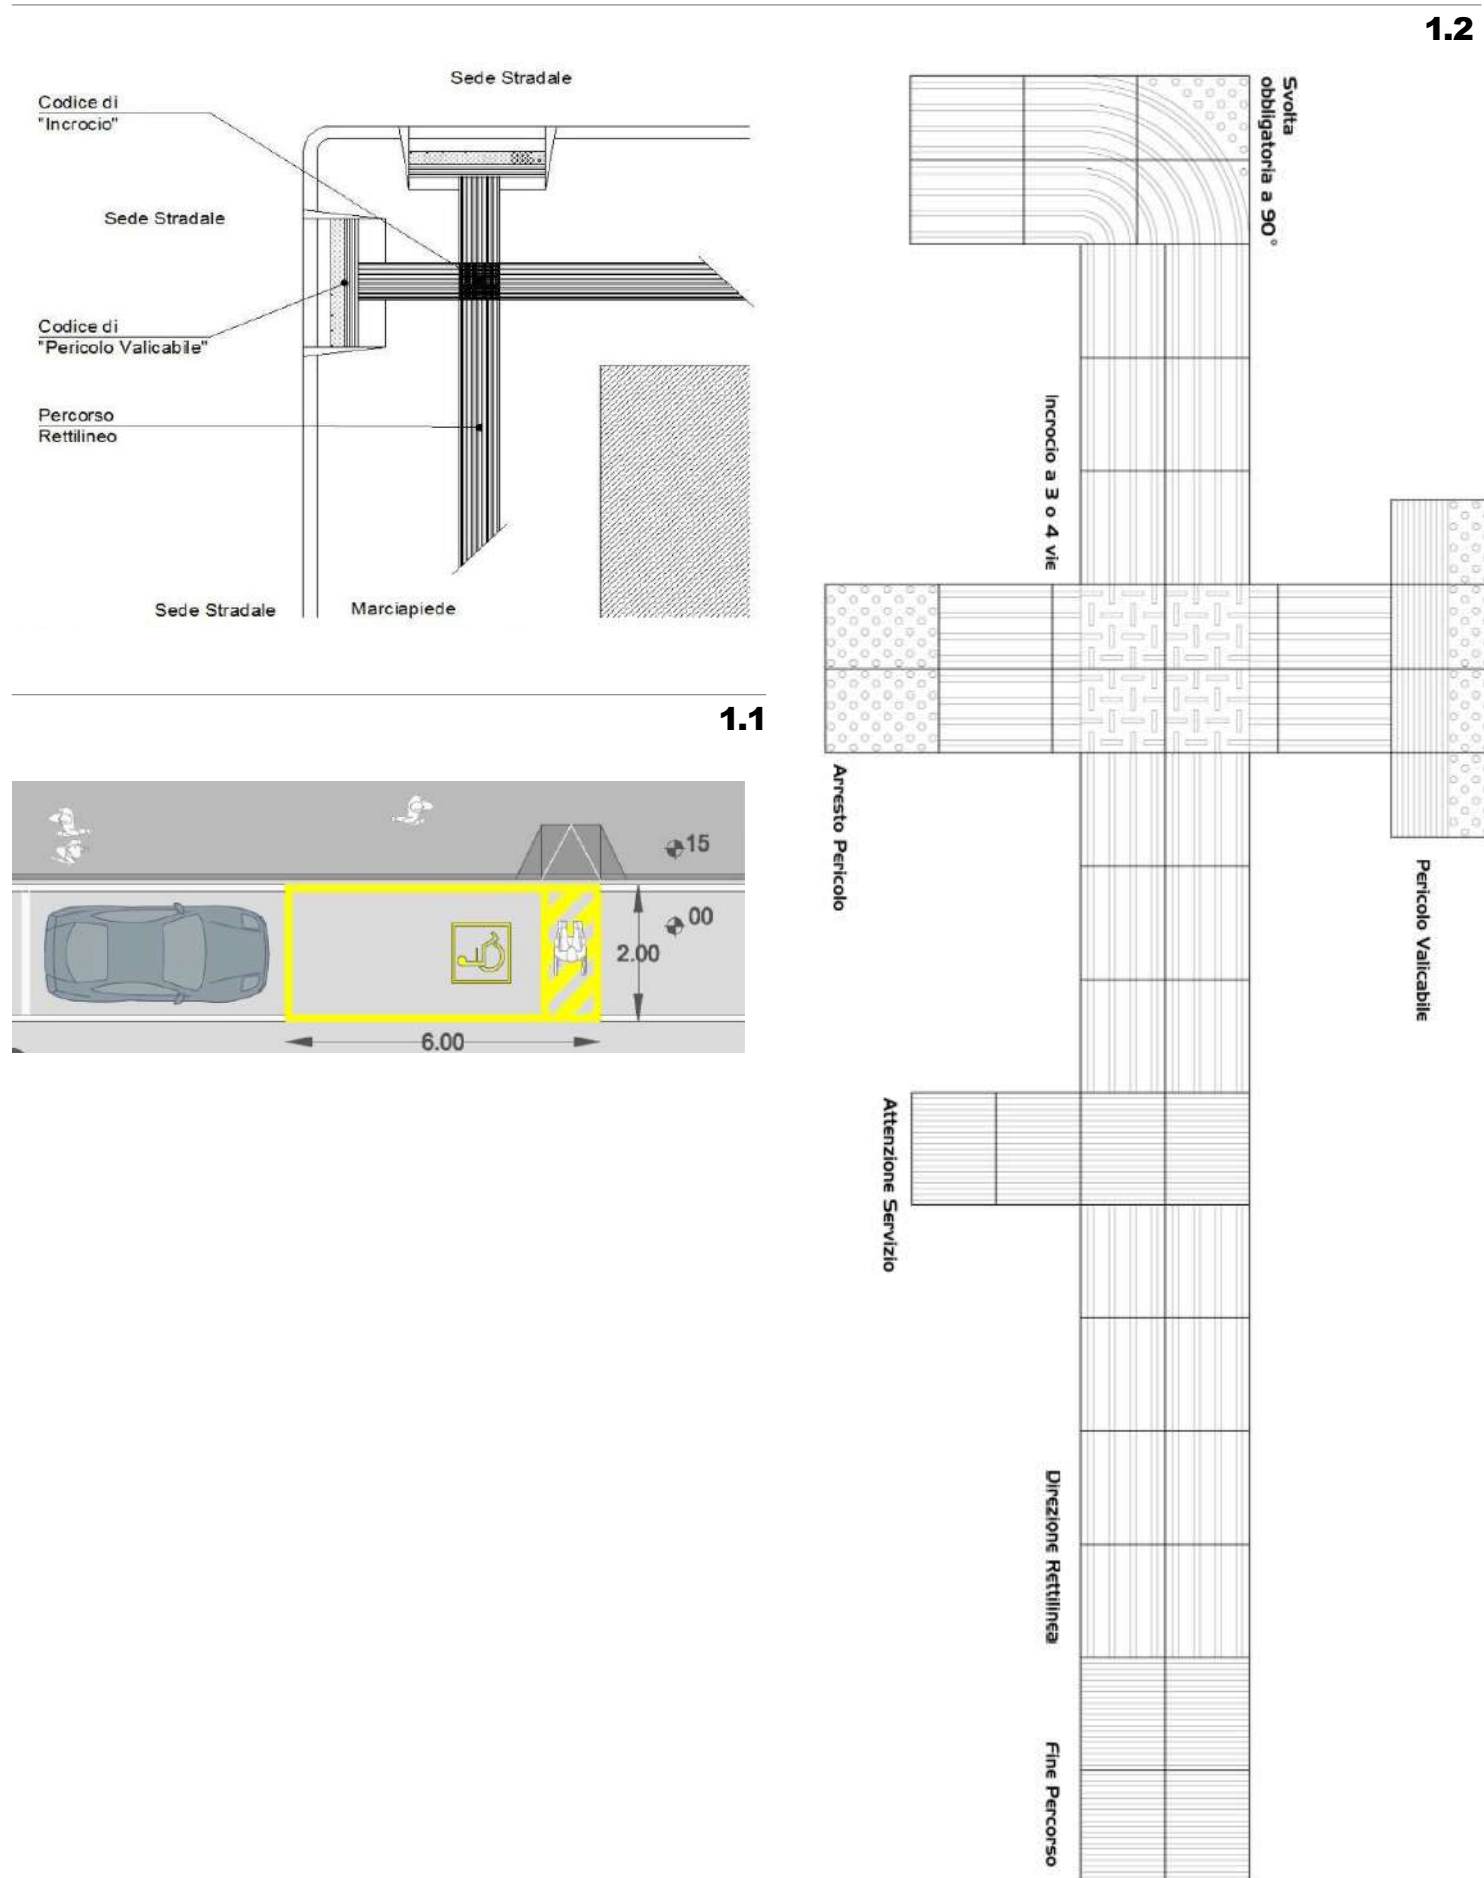 1.2
Sede Stradale
Codice di
"Incrocio"
Sede Stradale
Codice di
"Pericolo Valicabile"
Percorso
Rettilineo
Sede Stradale
Marciapiede
1.1
15
00
2.00
6.00
Svolta
obbligatoria a 90°
Incrocio a 3 o 4 vie
Arresto Pericolo
Pericolo Valicabile
Attenzione Servizio
Direzione Rettilinea
Fine Percorso